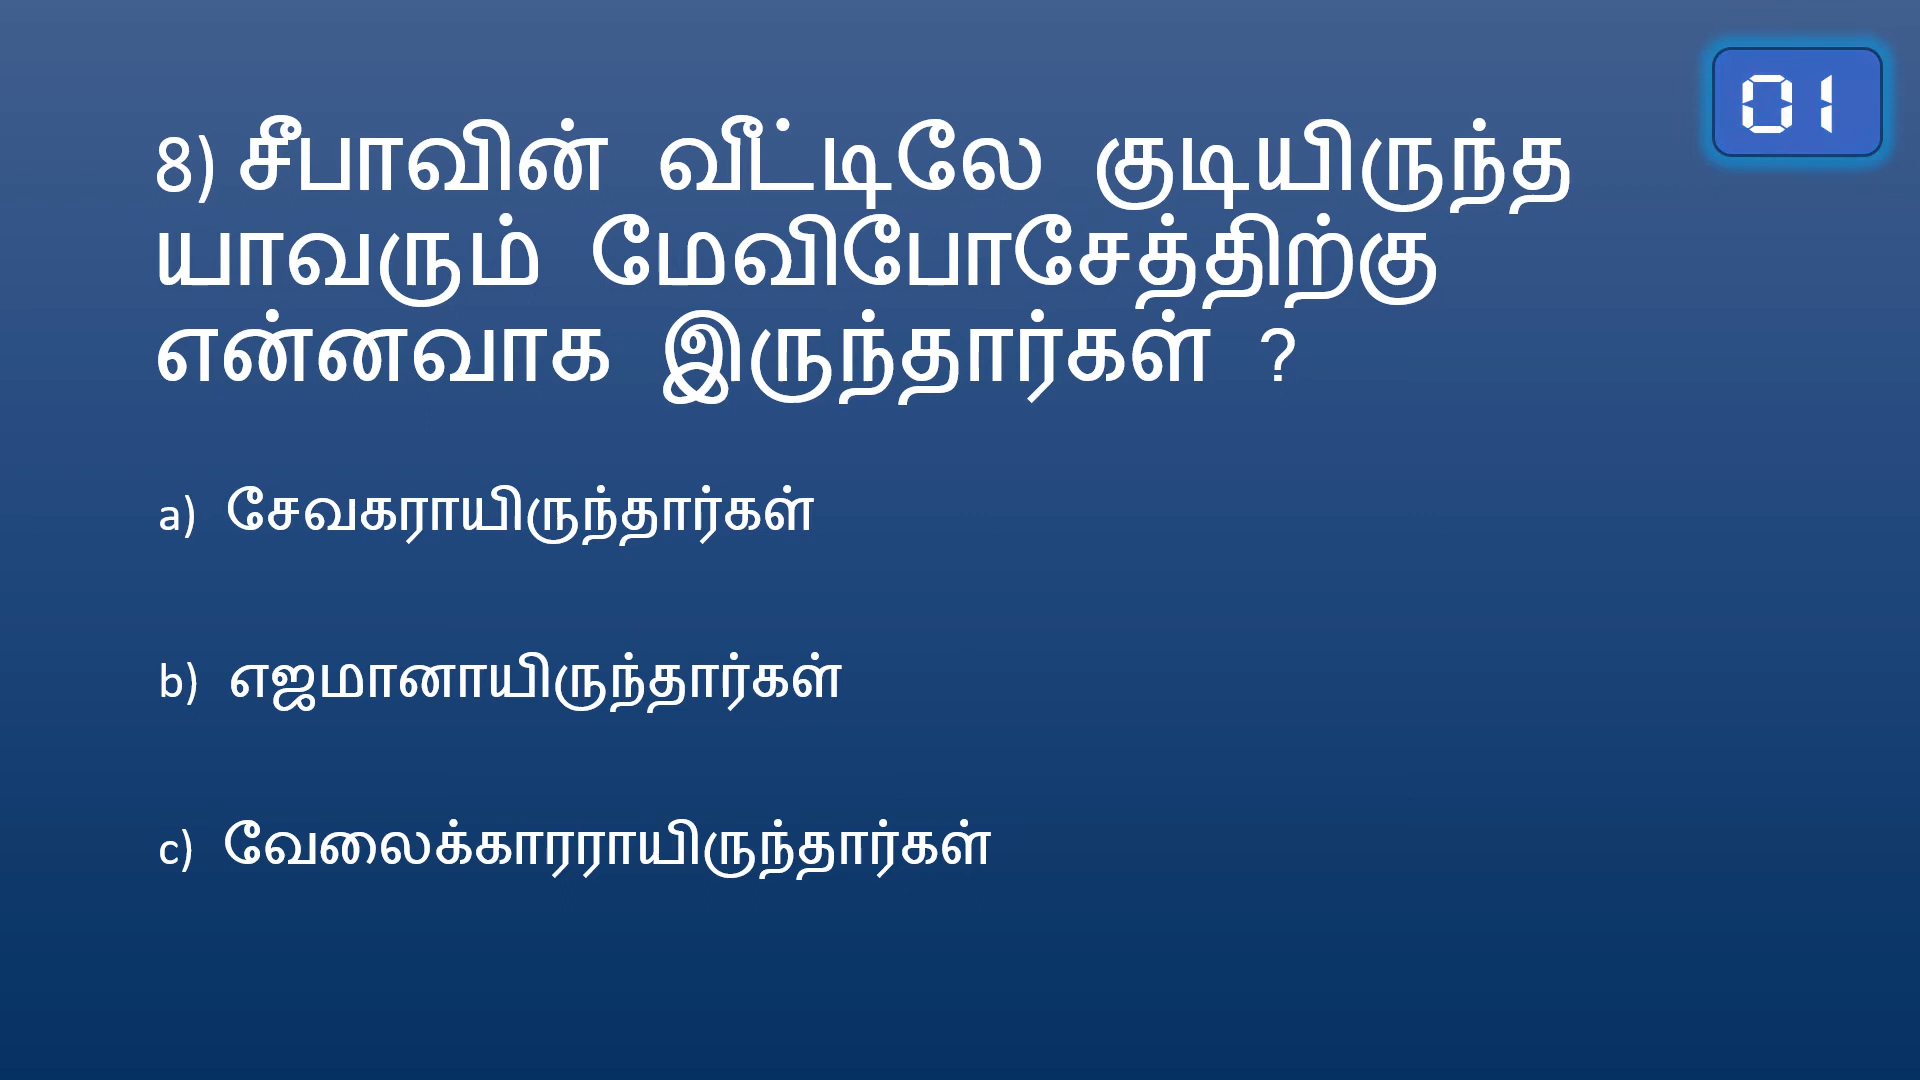 01
8) சீபாவின் வீட்டிலே குடியிருந்த
யாவரும் மேவிபோசேத்திற்கு
என்னவாக இருந்தார்கள் ?
a) சேவகராயிருந்தார்கள்
b) எஜமானாயிருந்தார்கள்
c) வேலைக்காரராயிருந்தார்கள்